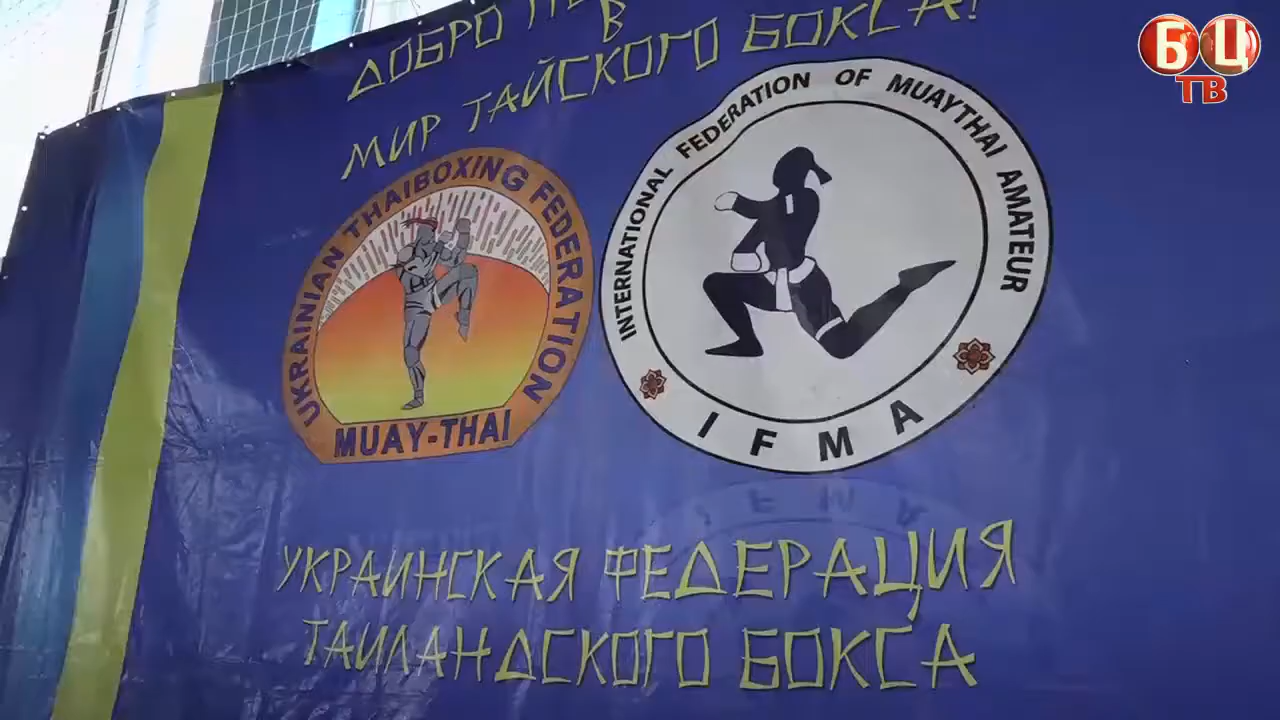 ДОБРО
В
МИР ТАЙСКОГО БОКСА!
БЦ
ТВ
UKRAINIAN THAIBOXING FEDERATION
MUAY-THAI
INTERNATIONAL FEDERATION OF MUAYTHAI AMATEUR
IFMA
УКРАИНСКАЯ ФЕДЕРАЦИЯ
ТАИЛАНДСКОГО БОКСА